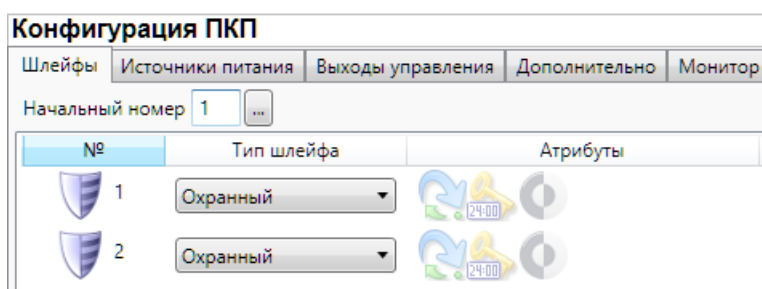 Конфигурация ПКП
Шлейфы Источники питания Выходы управления Дополнительно Монитор
Начальный номер 1 ...
№ Тип шлейфа Атрибуты
1 Охранный 24:00
2 Охранный 24:00